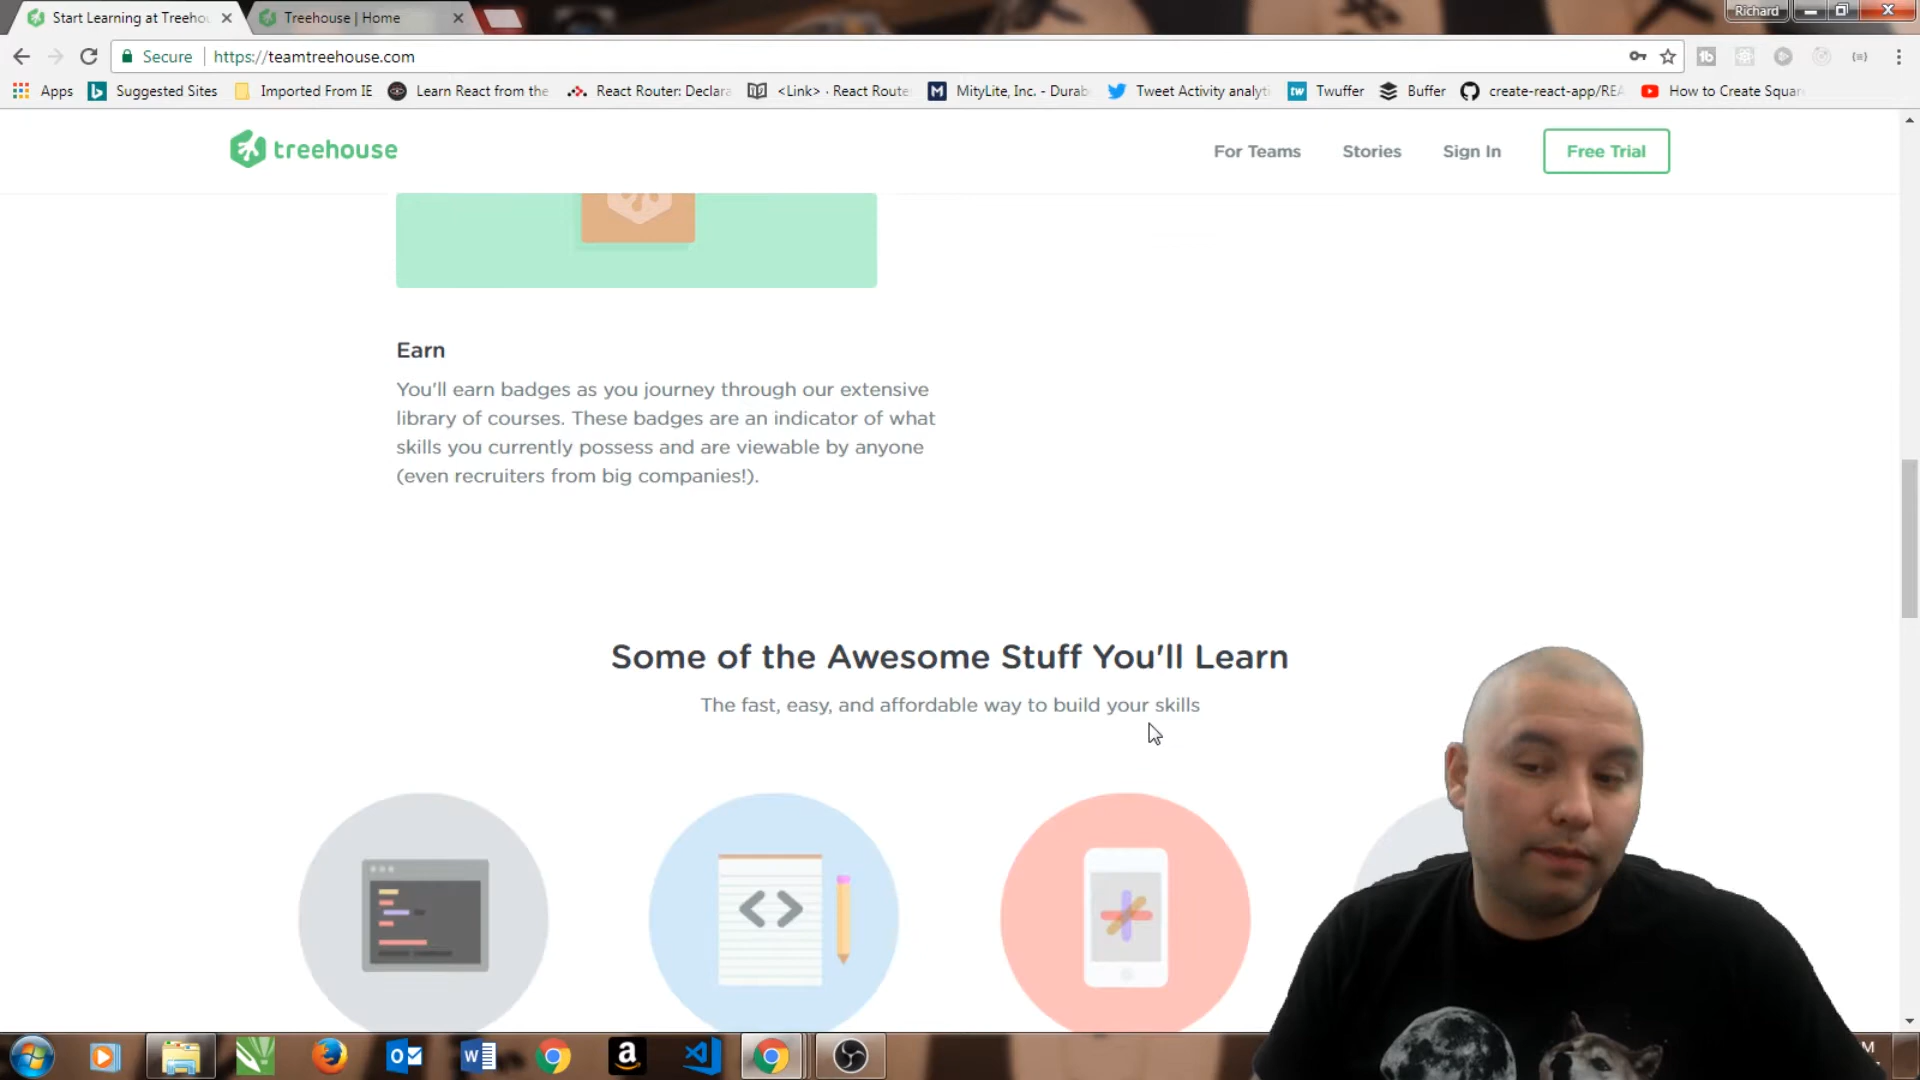 Start Learning at Treehou
Treehouse | Home
Richard
Secure
https://teamtreehouse.com
Apps
Suggested Sites
Imported From IE
Learn React from the
React Router: Declara
<Link> · React Route
MityLite, Inc. - Durab
Tweet Activity analyti
tw
Twuffer
Buffer
create-react-app/REA
How to Create Squar
treehouse
For Teams
Stories
Sign In
Free Trial
Earn
You'll earn badges as you journey through our extensive
library of courses. These badges are an indicator of what
skills you currently possess and are viewable by anyone
(even recruiters from big companies!).
Some of the Awesome Stuff You'll Learn
The fast, easy, and affordable way to build your skills
M